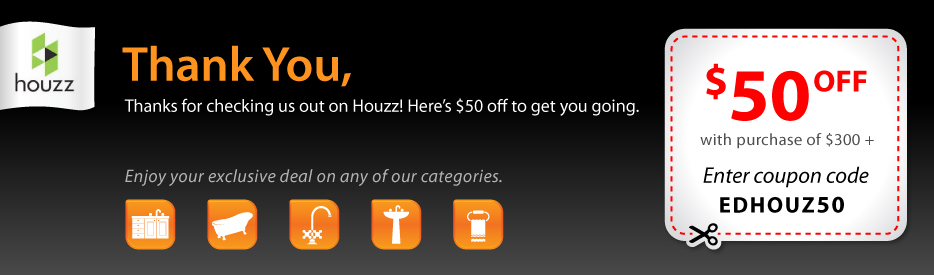 houzz
Thank You,
Thanks for checking us out on Houzz! Here's $50 off to get you going.
Enjoy your exclusive deal on any of our categories.
$50 OFF
with purchase of $300 +
Enter coupon code
EDHOUZ50